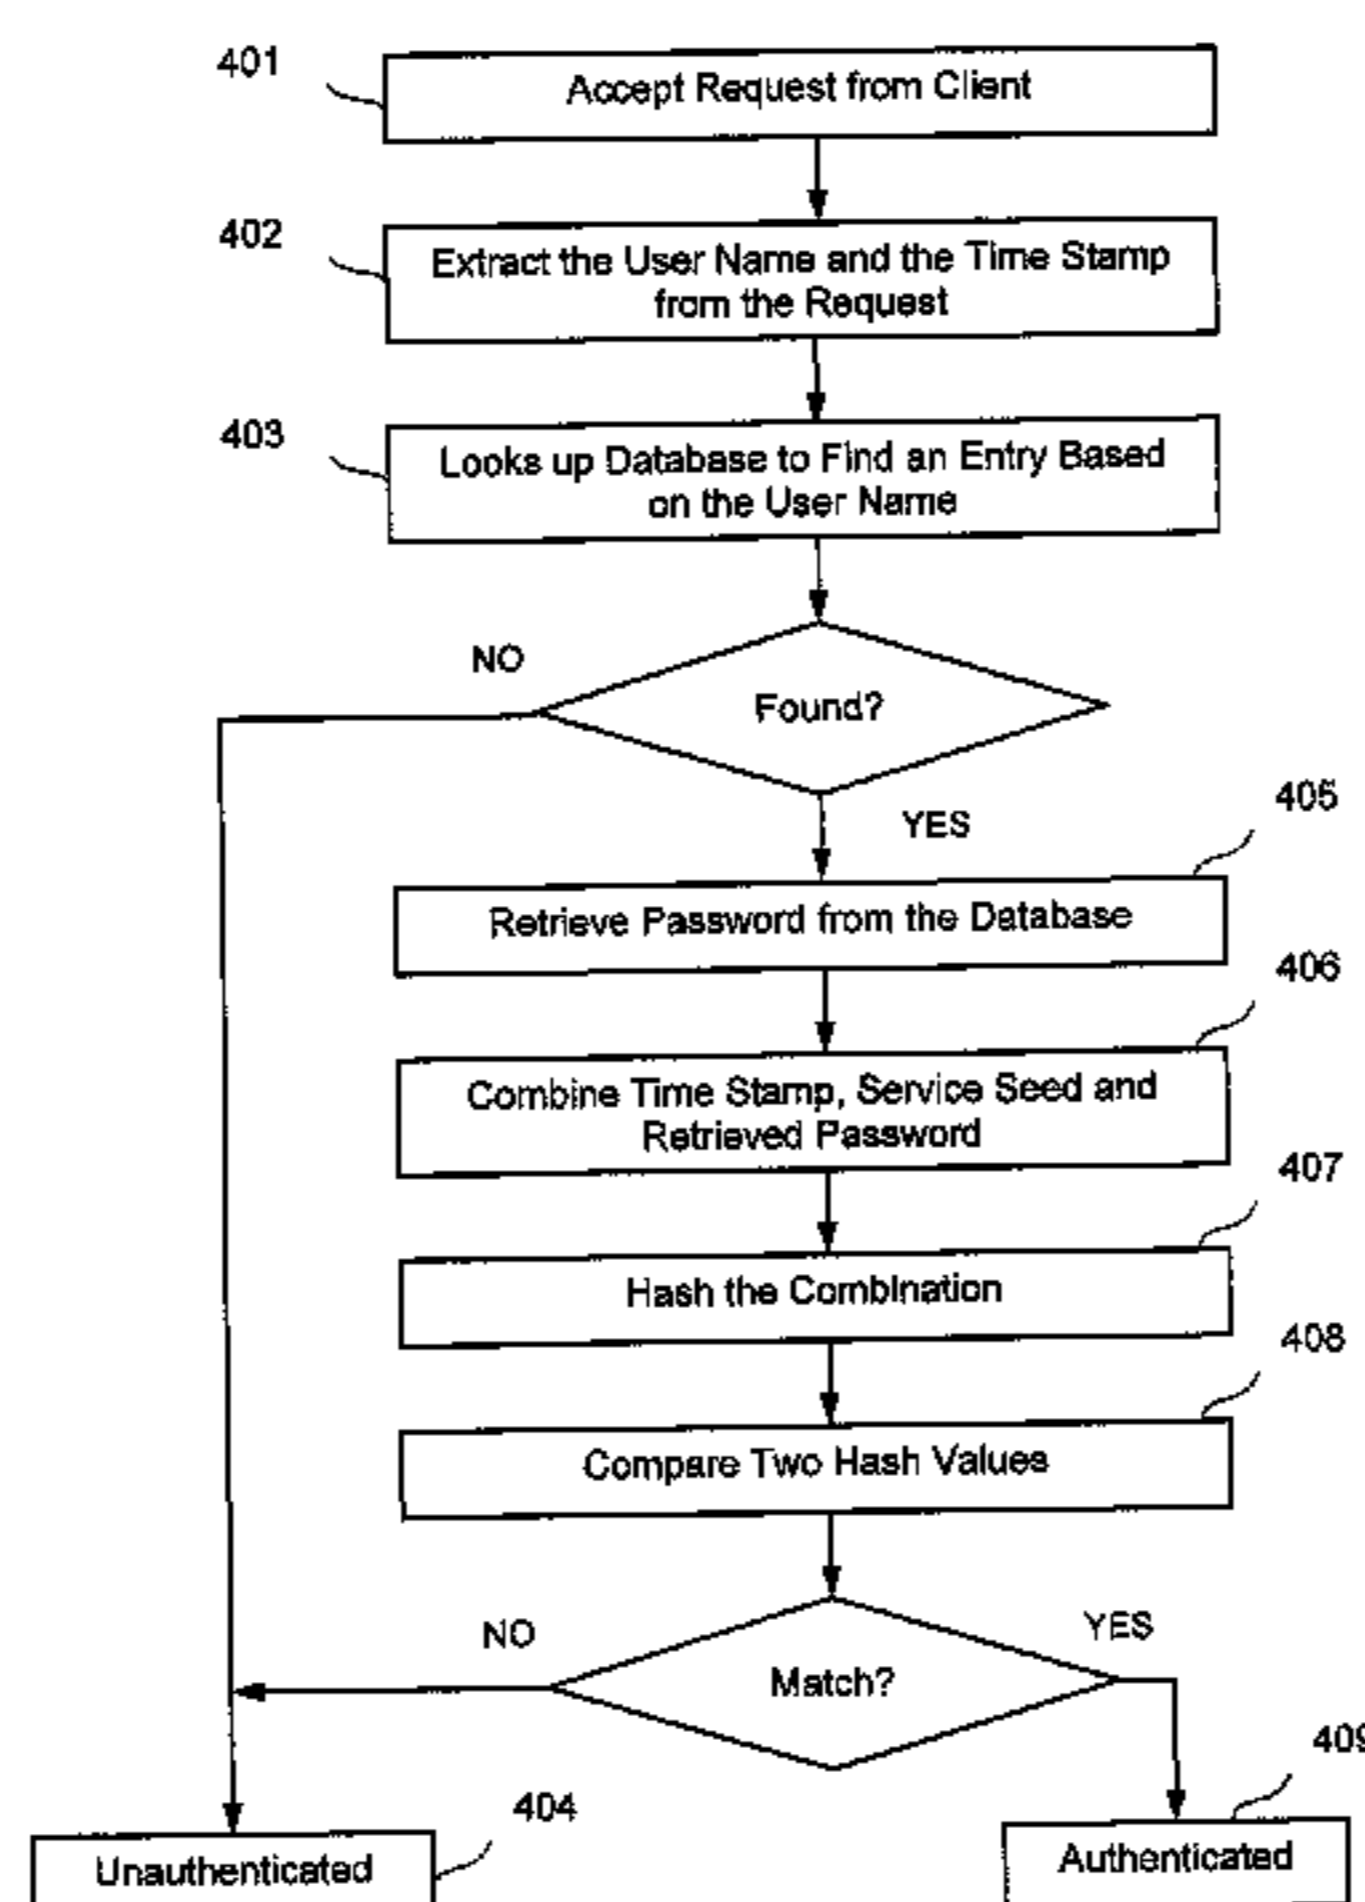 401
Accept Request from Client
402
Extract the User Name and the Time Stamp
from the Request
403
Looks up Database to Find an Entry Based
on the User Name
NO
Found?
YES
405
Retrieve Password from the Database
406
Combine Time Stamp, Service Seed and
Retrieved Password
407
Hash the Combination
408
Compare Two Hash Values
NO
YES
Match?
409
404
Unauthenticated
Authenticated